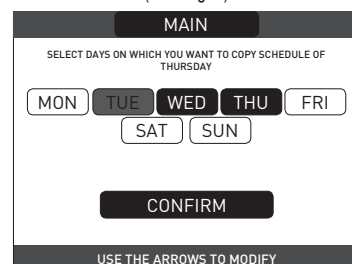 MAIN
SELECT DAYS ON WHICH YOU WANT TO COPY SCHEDULE OF
THURSDAY
MON TUE WED THU FRI
SAT SUN
CONFIRM
USE THE ARROWS TO MODIFY